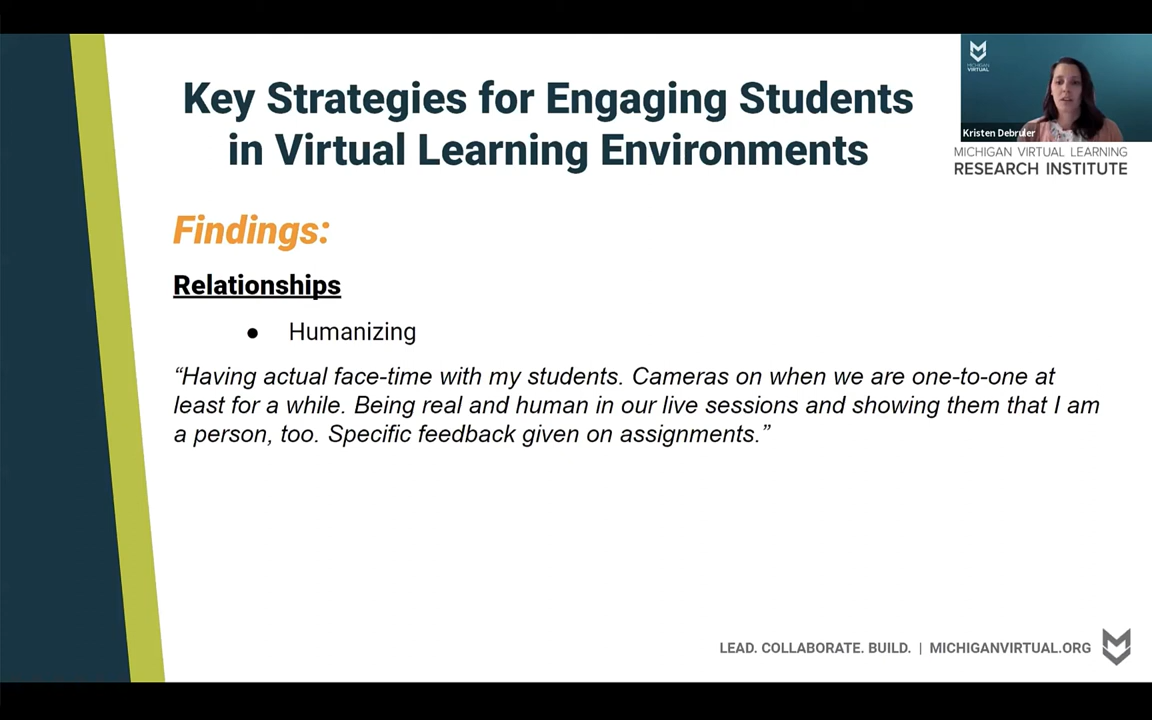 Key Strategies for Engaging Students
in Virtual Learning Environments
MICHIGAN
VIRTUAL
Kristen Debruler
MICHIGAN VIRTUAL LEARNING
RESEARCH INSTITUTE
Findings:
Relationships
● Humanizing
“Having actual face-time with my students. Cameras on when we are one-to-one at
least for a while. Being real and human in our live sessions and showing them that I am
a person, too. Specific feedback given on assignments.”
LEAD. COLLABORATE. BUILD. | MICHIGANVIRTUAL.ORG